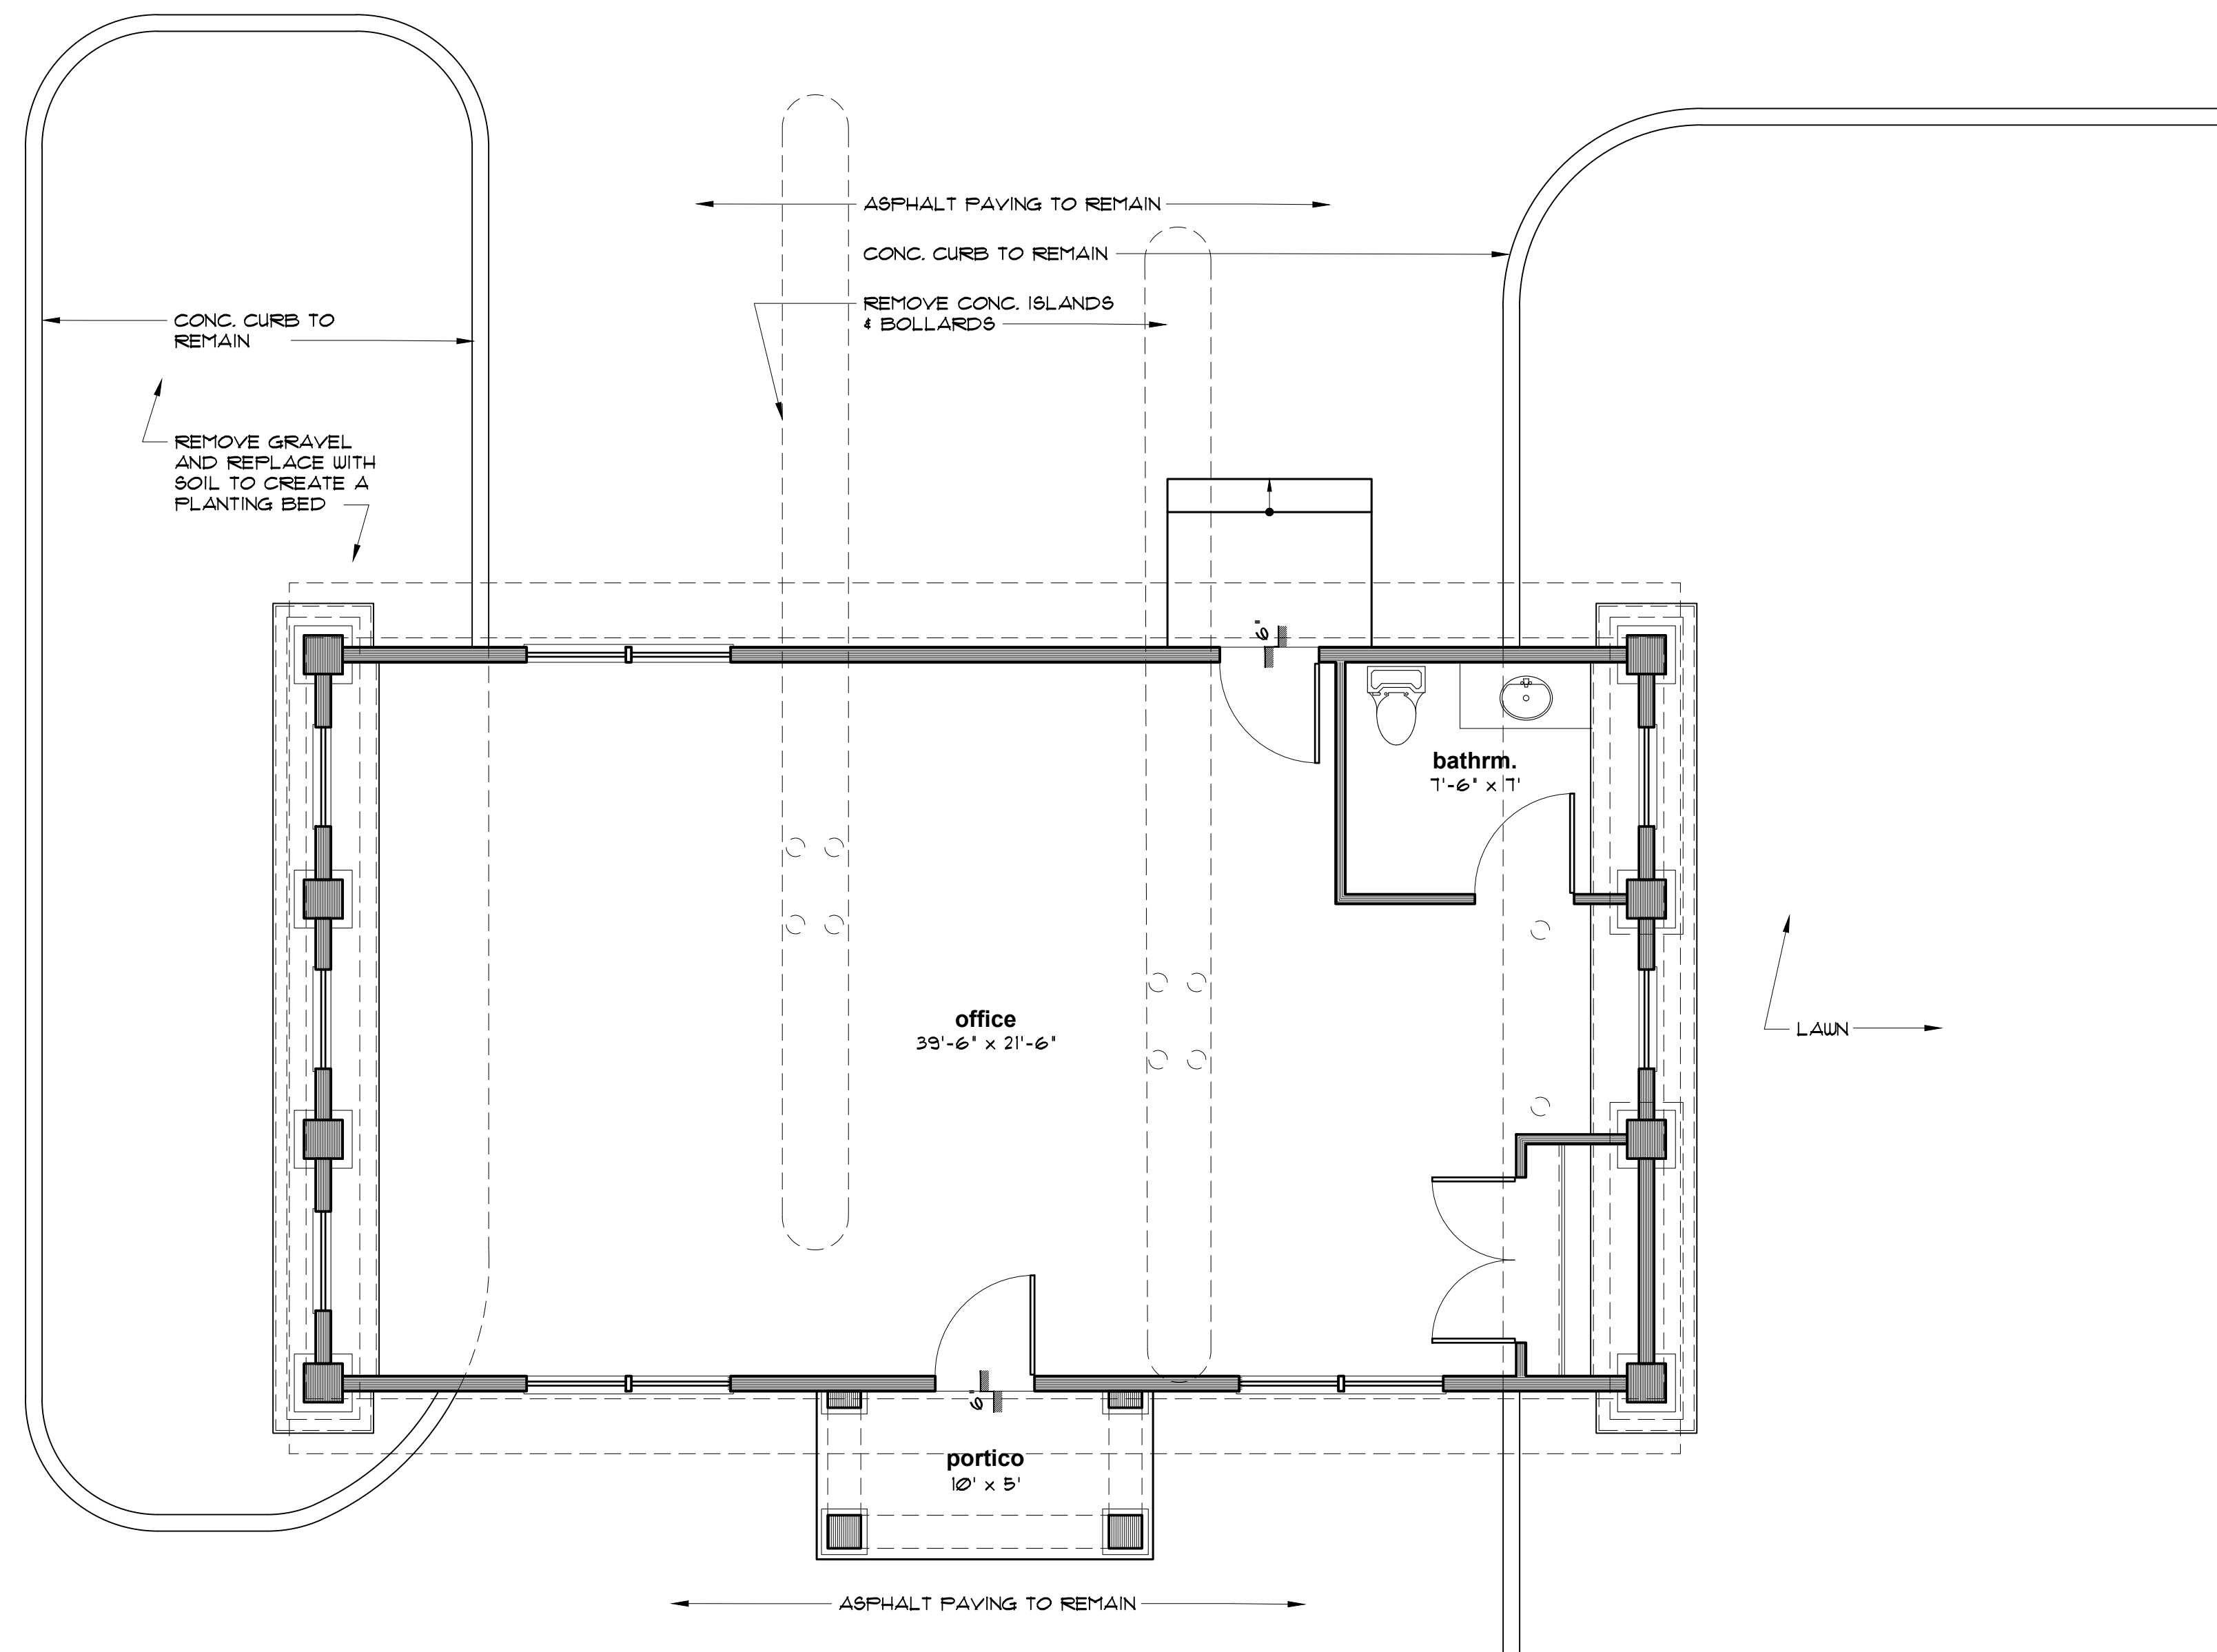 ASPHALT PAVING TO REMAIN
CONC. CURB TO REMAIN
REMOVE CONC. ISLANDS
& BOLLARDS
CONC. CURB TO
REMAIN
REMOVE GRAVEL
AND REPLACE WITH
SOIL TO CREATE A
PLANTING BED
6"
bathrm.
7'-6" x 7'
office
39'-6" x 21'-6"
LAWN
6"
portico
10' x 5'
ASPHALT PAVING TO REMAIN